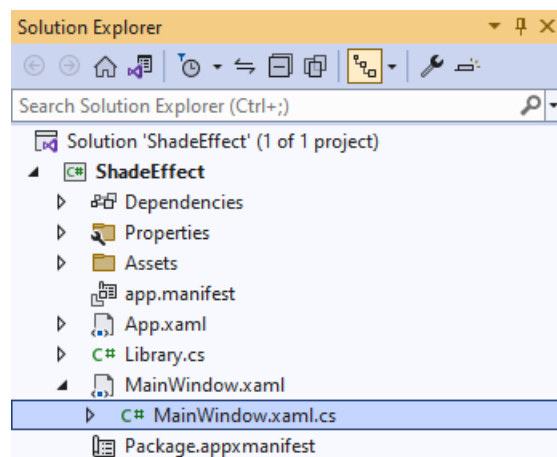 Solution Explorer
Search Solution Explorer (Ctrl+;)
Solution 'ShadeEffect' (1 of 1 project)
C# ShadeEffect
Dependencies
Properties
Assets
app.manifest
App.xaml
C# Library.cs
MainWindow.xaml
C# MainWindow.xaml.cs
Package.appxmanifest